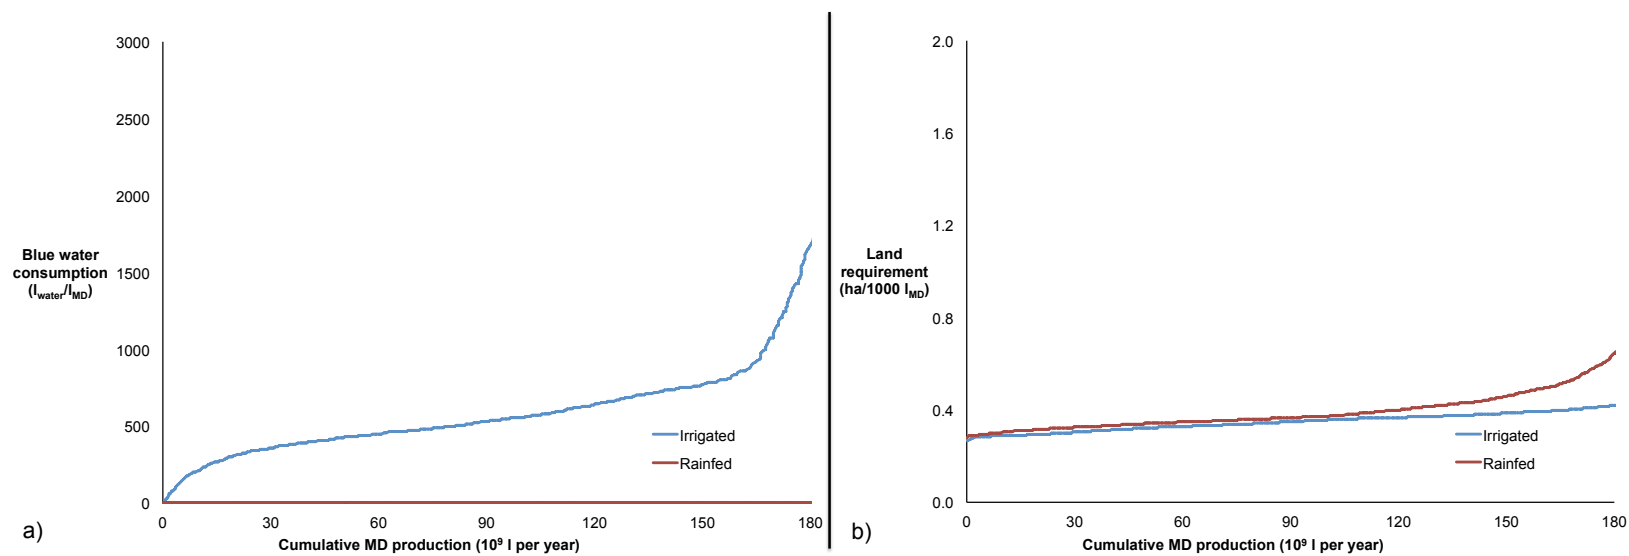 3000
2500
2000
1500
1000
500
0
Blue water
consumption
(lwater/lMD)
Irrigated
Rainfed
0 30 60 90 120 150 180
Cumulative MD production (10⁹ l per year)
a)
2.0
1.6
1.2
0.8
0.4
0.0
Land
requirement
(ha/1000 lMD)
Irrigated
Rainfed
0 30 60 90 120 150 180
Cumulative MD production (10⁹ l per year)
b)